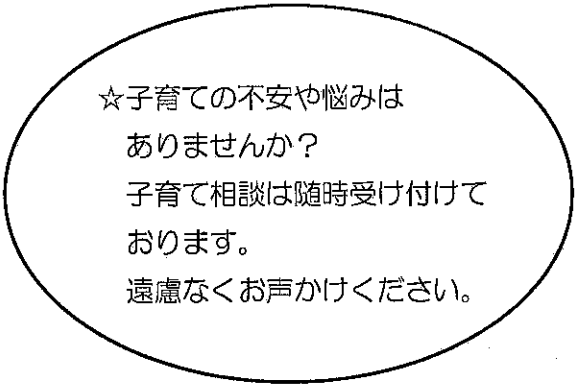 ☆子育ての不安や悩みは
ありませんか？
子育て相談は随時受け付けて
おります。
遠慮なくお声かけください。